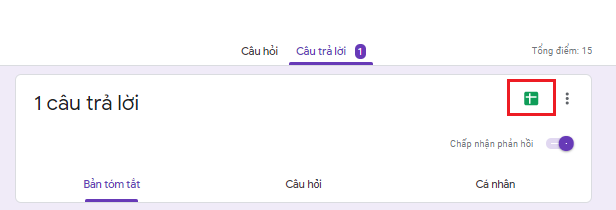 Câu hỏi Câu trả lời 1 Tổng điểm: 15
1 câu trả lời
Chấp nhận phản hồi
Bản tóm tắt Câu hỏi Cá nhân